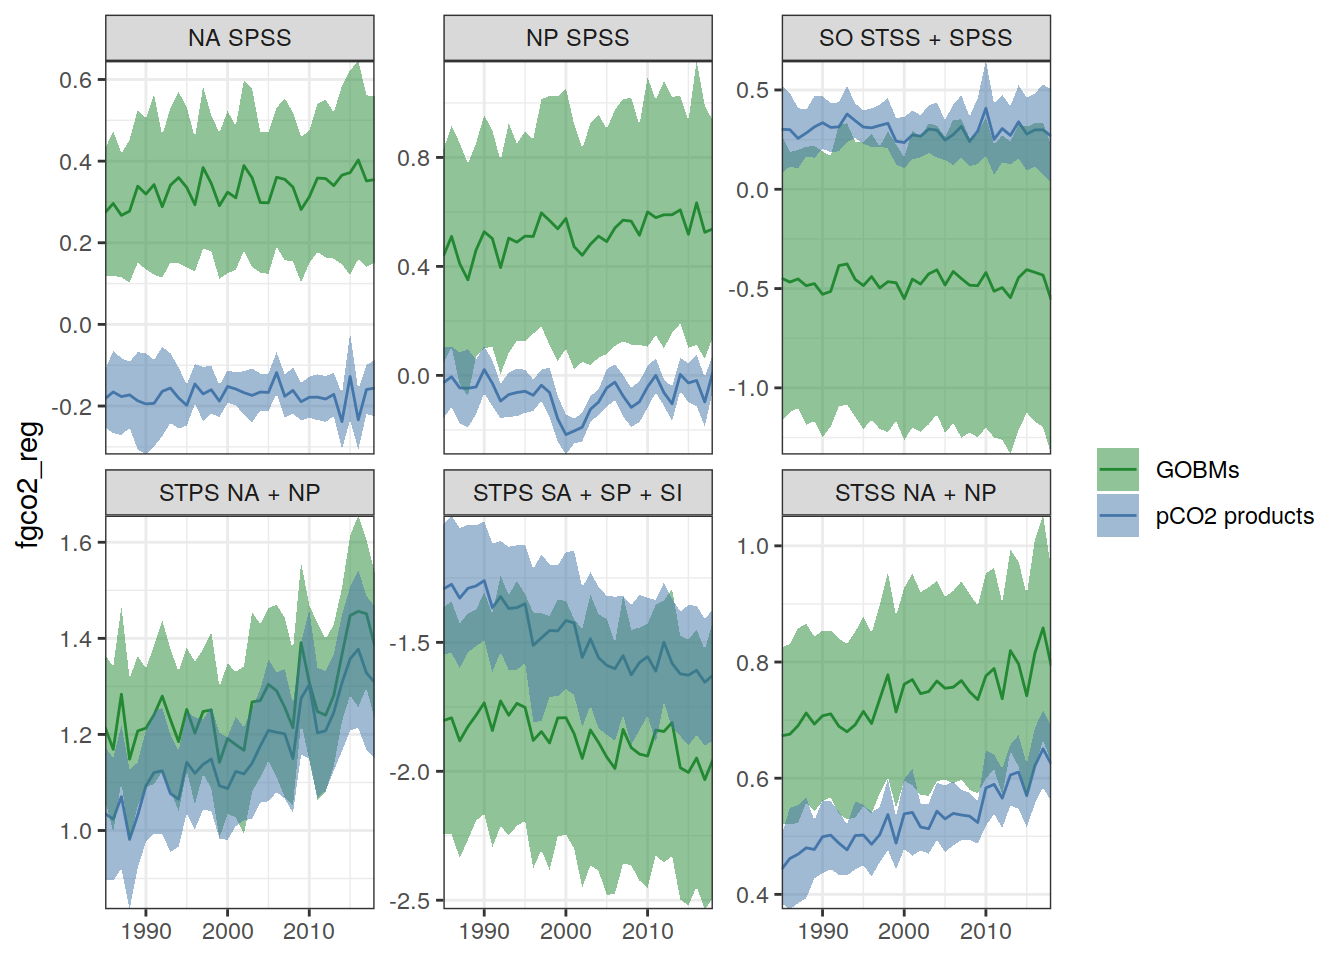 NA SPSS
NP SPSS
SO STSS + SPSS
0.6
0.4
0.2
0.0
-0.2
0.8
0.4
0.0
0.5
0.0
-0.5
-1.0
fgco2_reg
GOBMs
pCO2 products
STPS NA + NP
STPS SA + SP + SI
STSS NA + NP
1.6
1.4
1.2
1.0
-1.5
-2.0
-2.5
1.0
0.8
0.6
0.4
1990 2000 2010
1990 2000 2010
1990 2000 2010